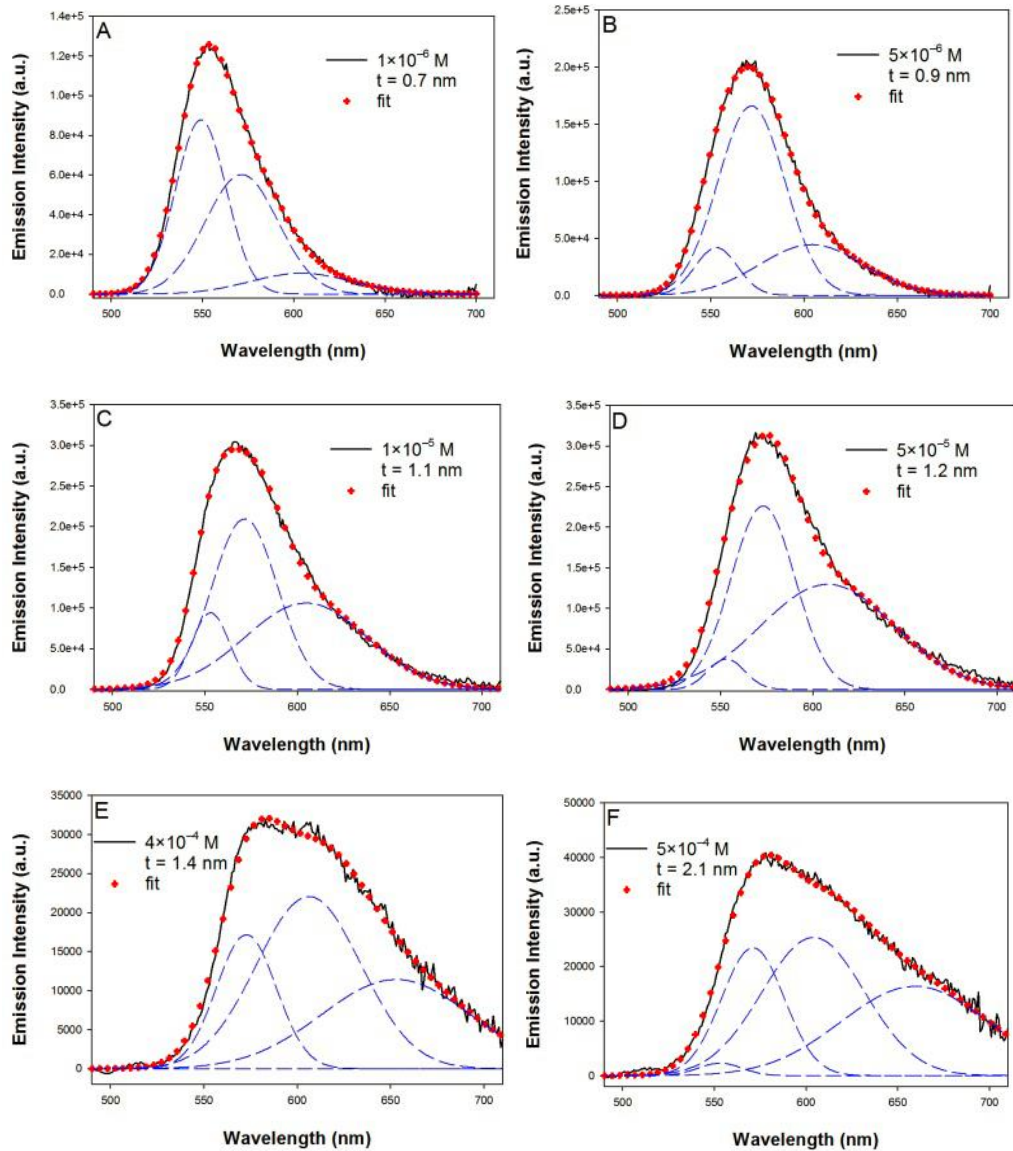 A
1×10⁻⁶ M
t = 0.7 nm
fit
Emission Intensity (a.u.)
1.4e+5
1.2e+5
1.0e+5
8.0e+4
6.0e+4
4.0e+4
2.0e+4
0.0
500 550 600 650 700
Wavelength (nm)
B
5×10⁻⁶ M
t = 0.9 nm
fit
Emission Intensity (a.u.)
2.0e+5
1.5e+5
1.0e+5
5.0e+4
0.0
500 550 600 650 700
Wavelength (nm)
C
1×10⁻⁵ M
t = 1.1 nm
fit
Emission Intensity (a.u.)
3.5e+5
3.0e+5
2.5e+5
2.0e+5
1.5e+5
1.0e+5
5.0e+4
0.0
500 550 600 650 700
Wavelength (nm)
D
5×10⁻⁵ M
t = 1.2 nm
fit
Emission Intensity (a.u.)
3.5e+5
3.0e+5
2.5e+5
2.0e+5
1.5e+5
1.0e+5
5.0e+4
0.0
500 550 600 650 700
Wavelength (nm)
E
4×10⁻⁴ M
t = 1.4 nm
fit
Emission Intensity (a.u.)
35000
30000
25000
20000
15000
10000
5000
0
500 550 600 650 700
Wavelength (nm)
F
5×10⁻⁴ M
t = 2.1 nm
fit
Emission Intensity (a.u.)
50000
40000
30000
20000
10000
0
500 550 600 650 700
Wavelength (nm)